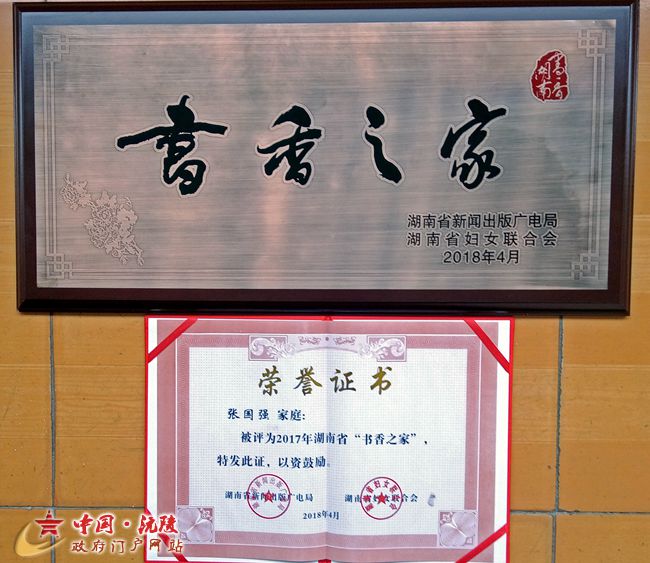 書香之家
書香
湖南
湖南省新闻出版广电局
湖南省妇女联合会
2018年4月
荣誉证书
张国强 家庭：
被评为2017年湖南省“书香之家”，
特发此证，以资鼓励。
湖南省新闻出版广电局 湖南省妇女联合会
2018年4月
中国·沅陵
政府门户网站